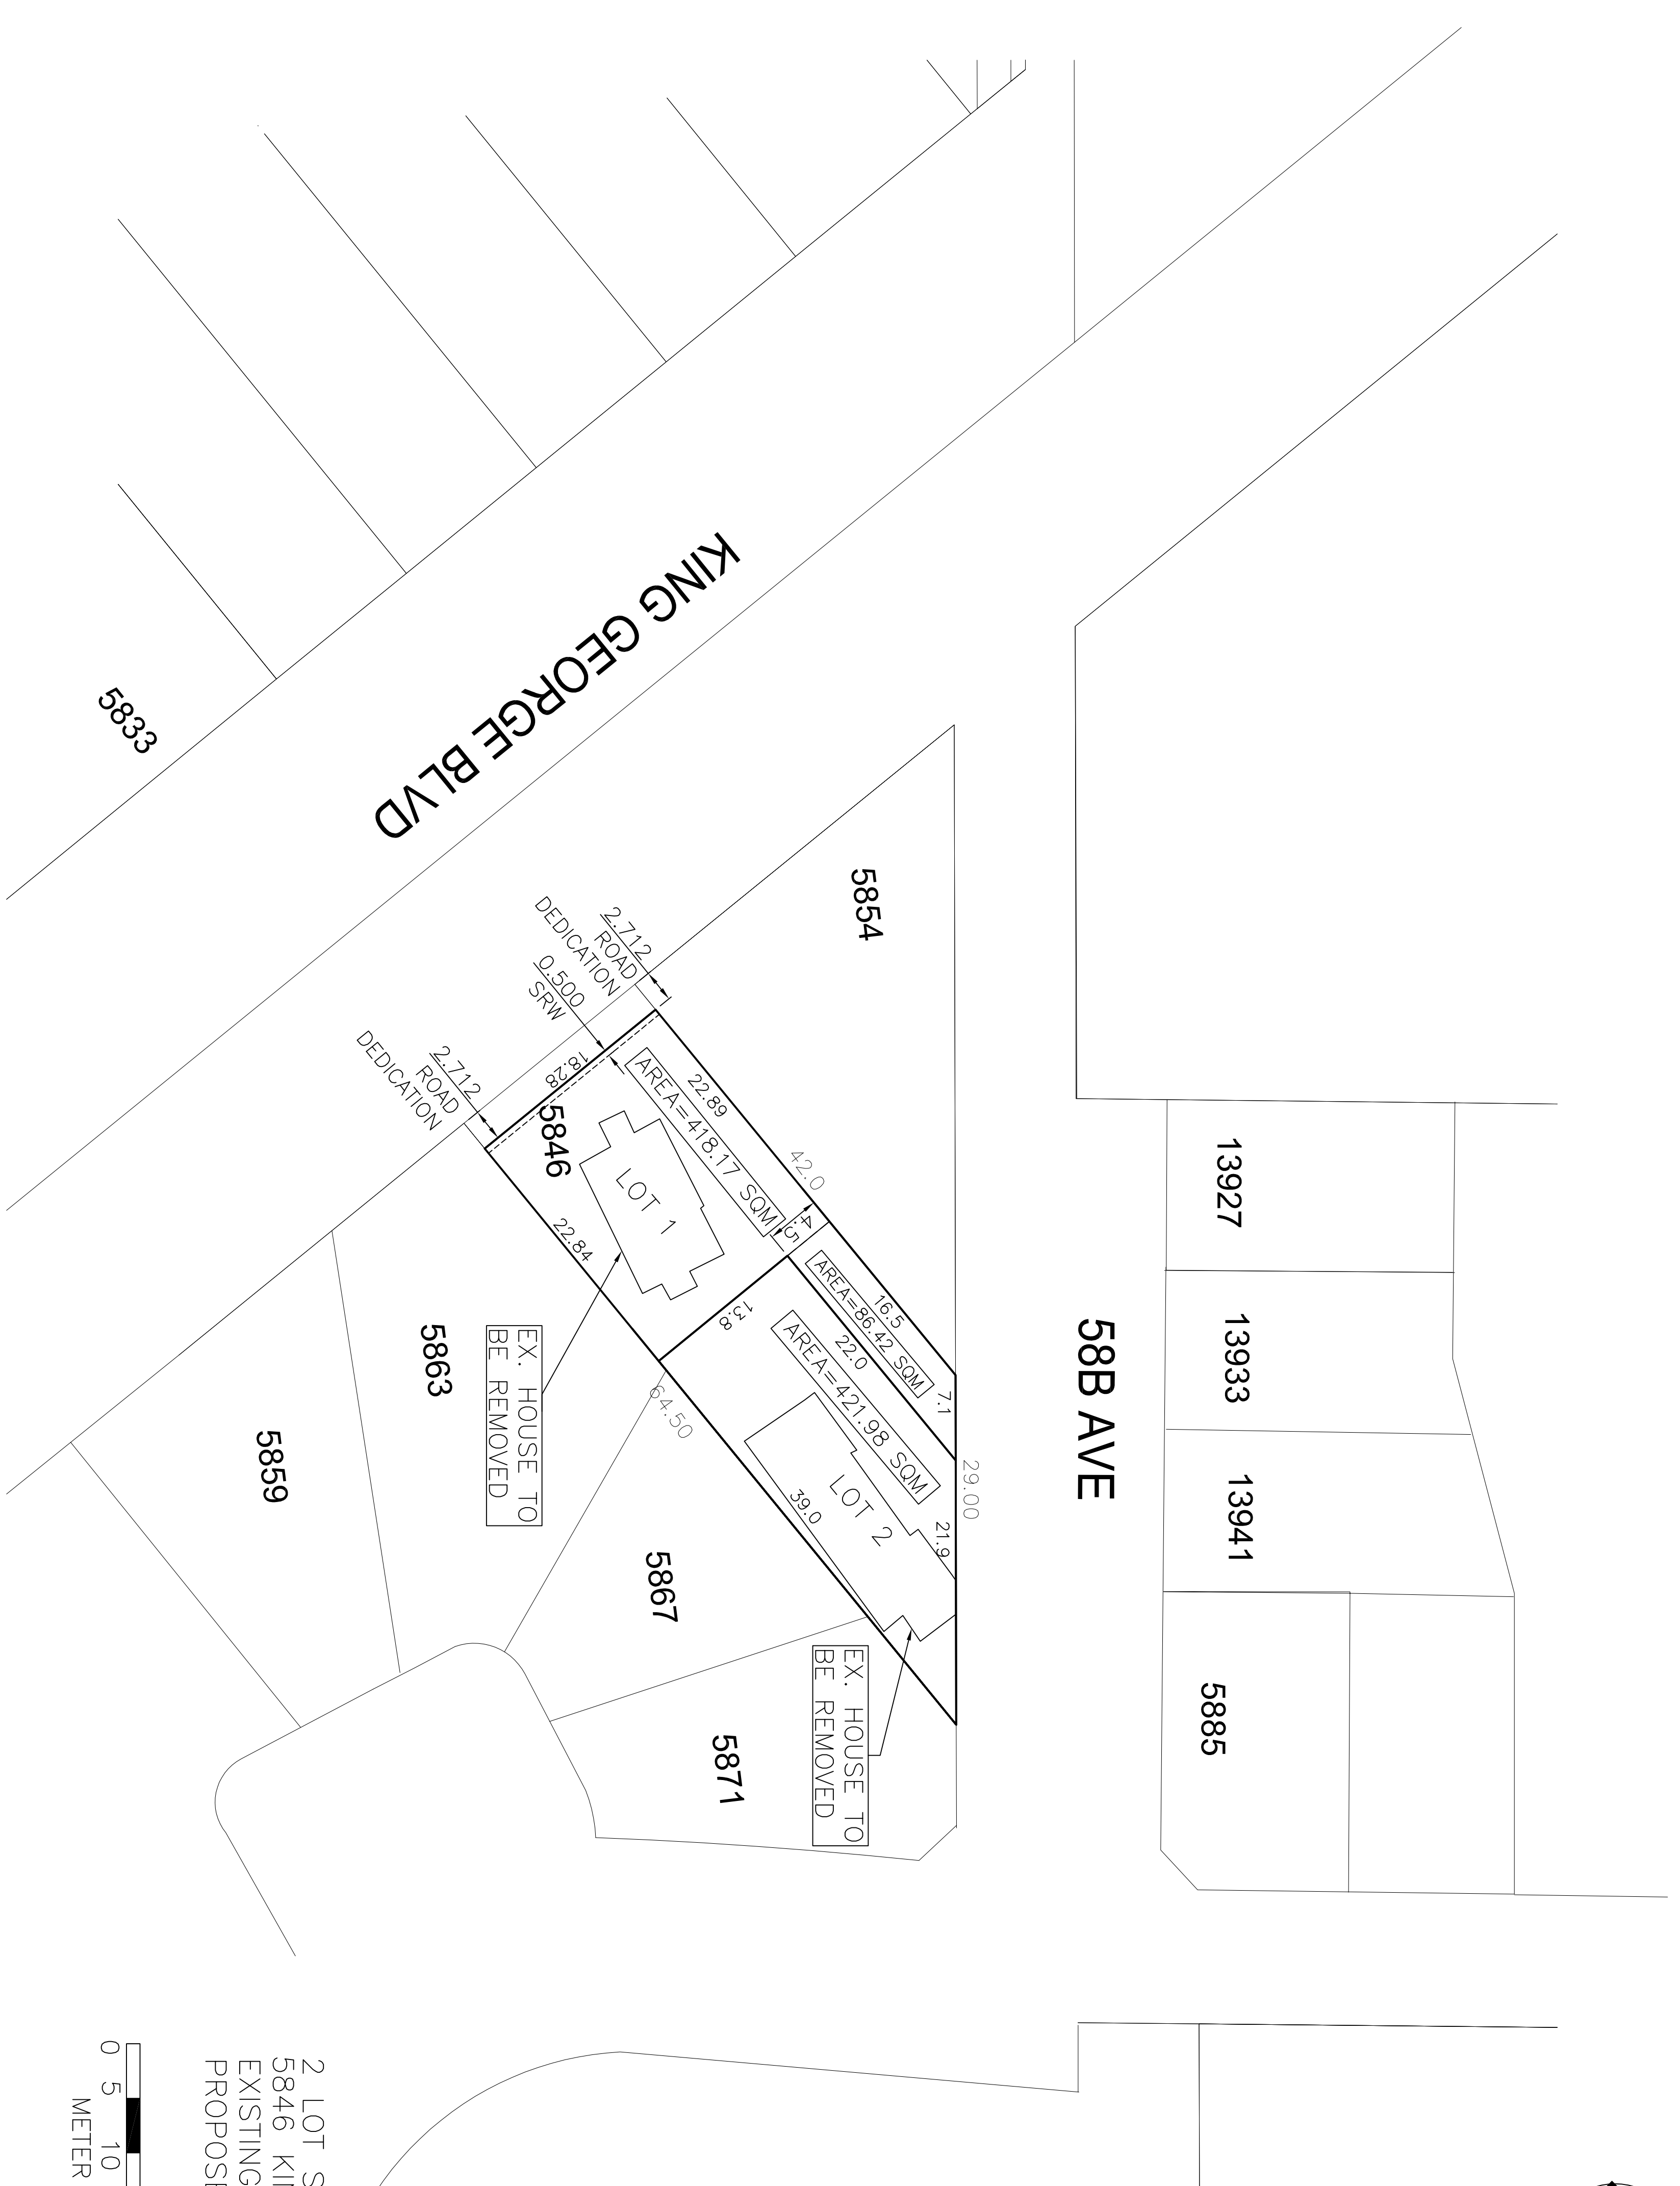 KING GEORGE BLVD
58B AVE
5833
5854
5846
5863
5859
5867
5871
13927
13933
13941
5885
2.712
ROAD
DEDICATION
0.500
SRW
2.712
ROAD
DEDICATION
18.28
22.89
AREA=418.17 SQM
42.0
4.5
LOT 1
22.84
13.8
16.5
AREA=86.42 SQM
22.0
7.1
AREA=421.98 SQM
29.00
21.9
LOT 2
39.0
64.50
EX. HOUSE TO
BE REMOVED
EX. HOUSE TO
BE REMOVED
2 LOT
5846
EXISTING
0 5 10
METER